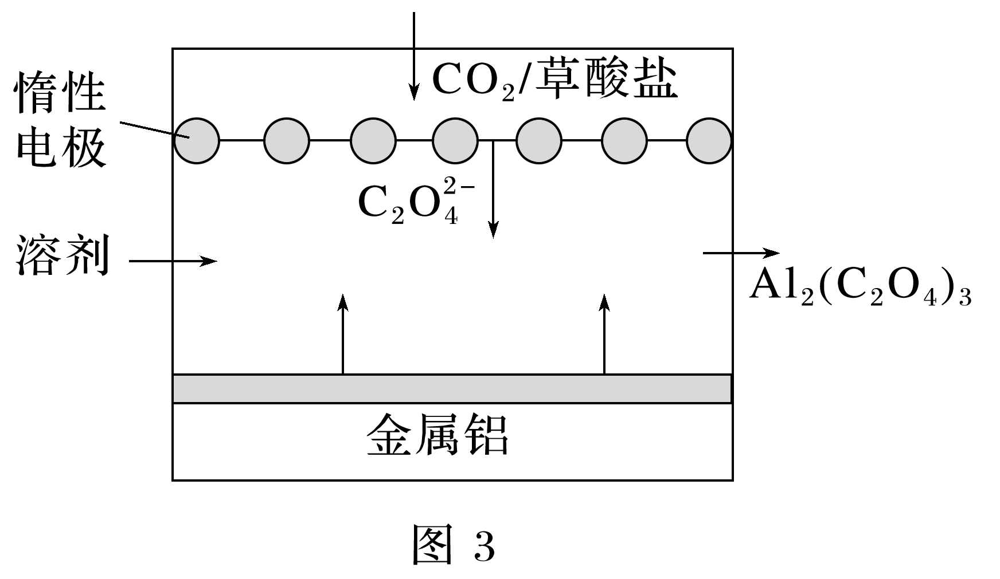 CO₂/草酸盐
惰性
电极
C₂O₄²⁻
溶剂
Al₂(C₂O₄)₃
金属铝
图 3